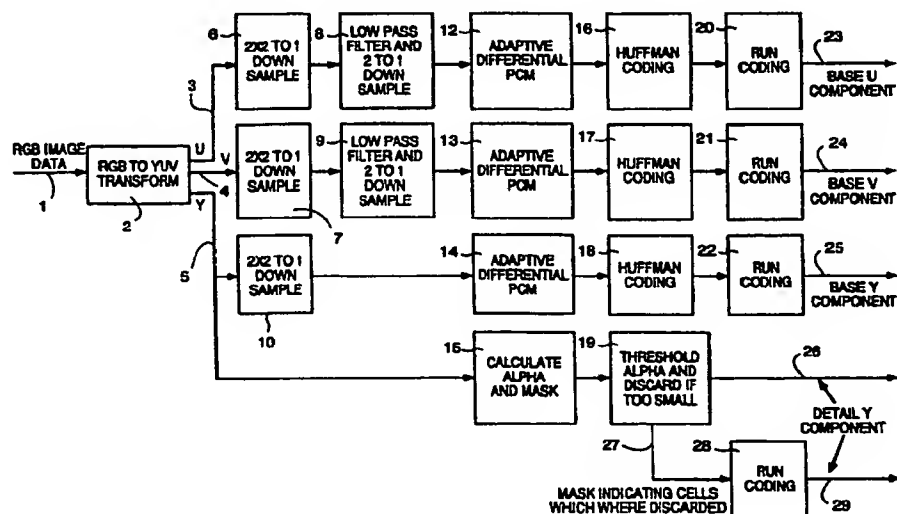 6
2X2 TO 1
DOWN
SAMPLE
8
LOW PASS
FILTER AND
2 TO 1
DOWN
SAMPLE
12
ADAPTIVE
DIFFERENTIAL
PCM
16
HUFFMAN
CODING
20
RUN
CODING
23
BASE U
COMPONENT
3
RGB IMAGE
DATA
1
RGB TO YUV
TRANSFORM
2
U
V
Y
4
5
2X2 TO 1
DOWN
SAMPLE
7
9
LOW PASS
FILTER AND
2 TO 1
DOWN
SAMPLE
13
ADAPTIVE
DIFFERENTIAL
PCM
17
HUFFMAN
CODING
21
RUN
CODING
24
BASE V
COMPONENT
2X2 TO 1
DOWN
SAMPLE
10
14
ADAPTIVE
DIFFERENTIAL
PCM
18
HUFFMAN
CODING
22
RUN
CODING
25
BASE Y
COMPONENT
15
CALCULATE
ALPHA
AND MASK
19
THRESHOLD
ALPHA AND
DISCARD IF
TOO SMALL
26
DETAIL Y
COMPONENT
27
MASK INDICATING CELLS
WHICH WHERE DISCARDED
28
RUN
CODING
29